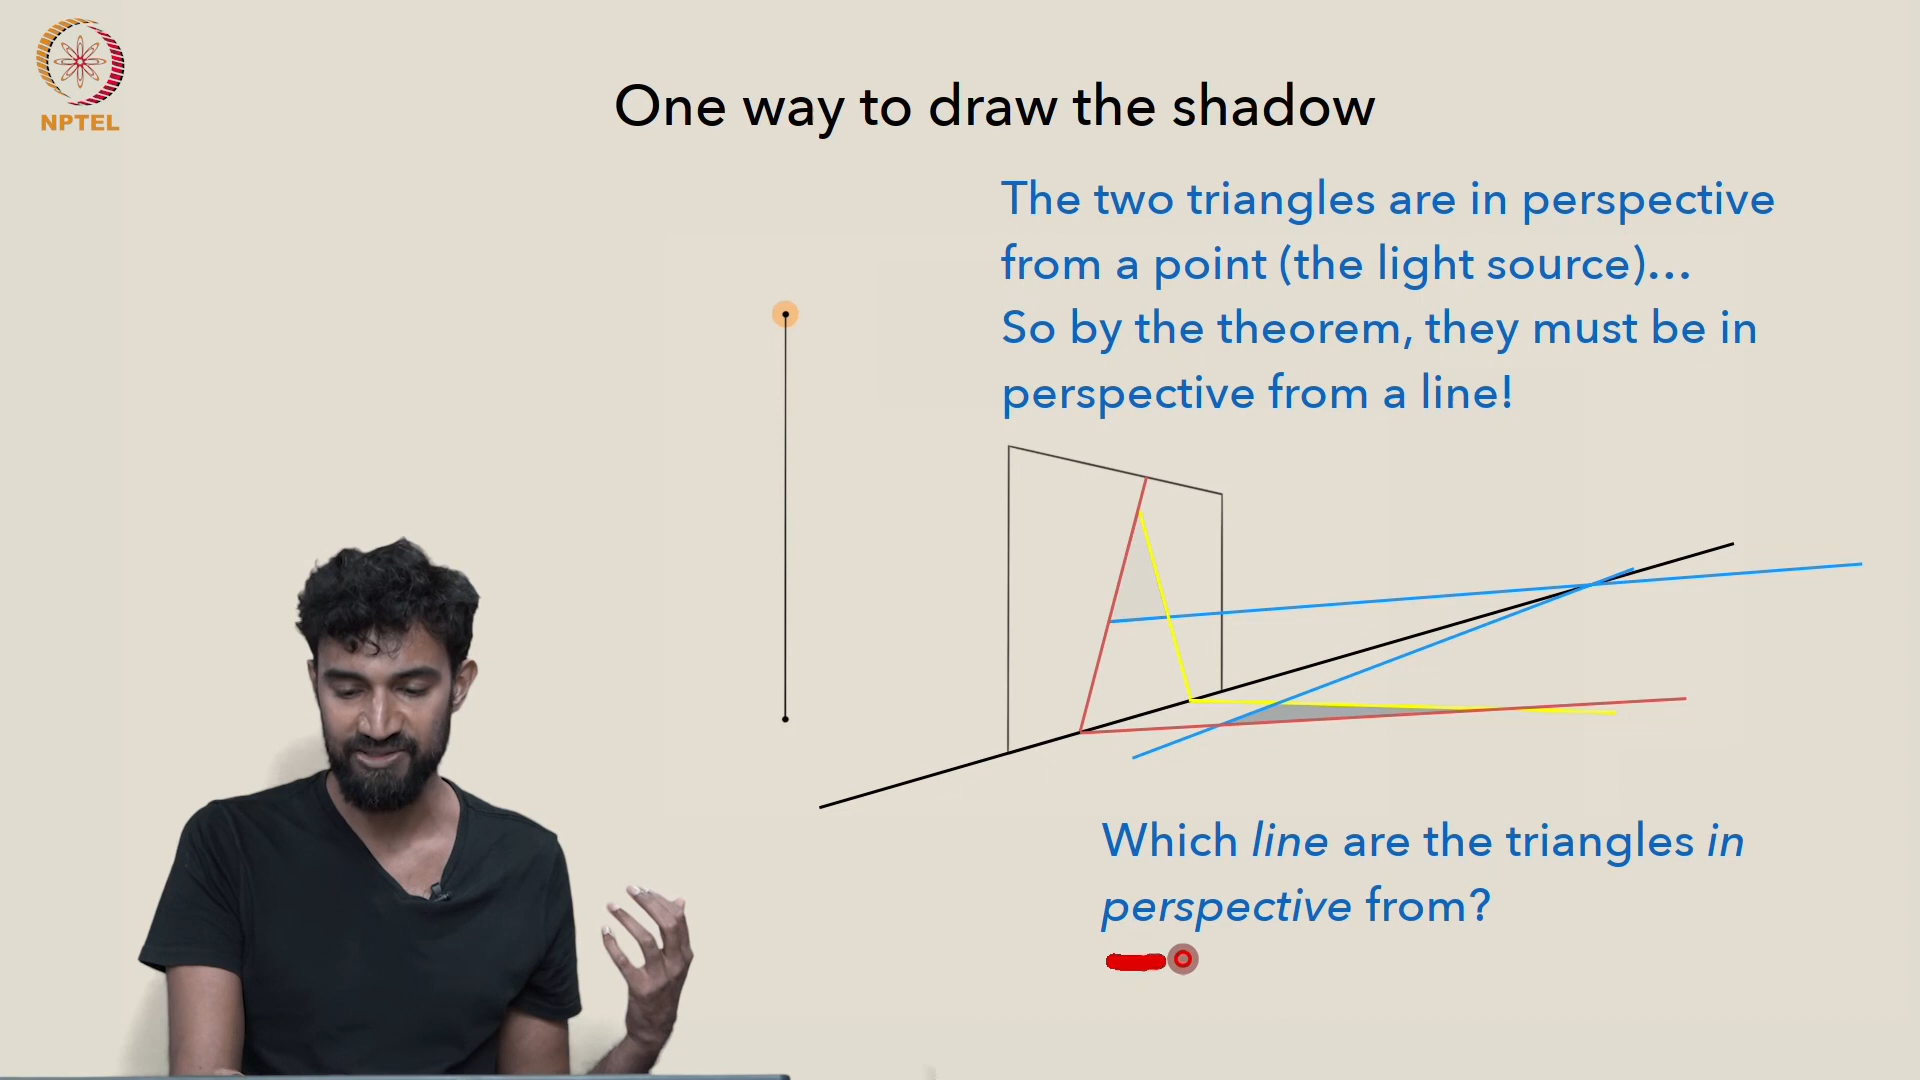 NPTEL
One way to draw the shadow
The two triangles are in perspective
from a point (the light source)...
So by the theorem, they must be in
perspective from a line!
Which line are the triangles in
perspective from?